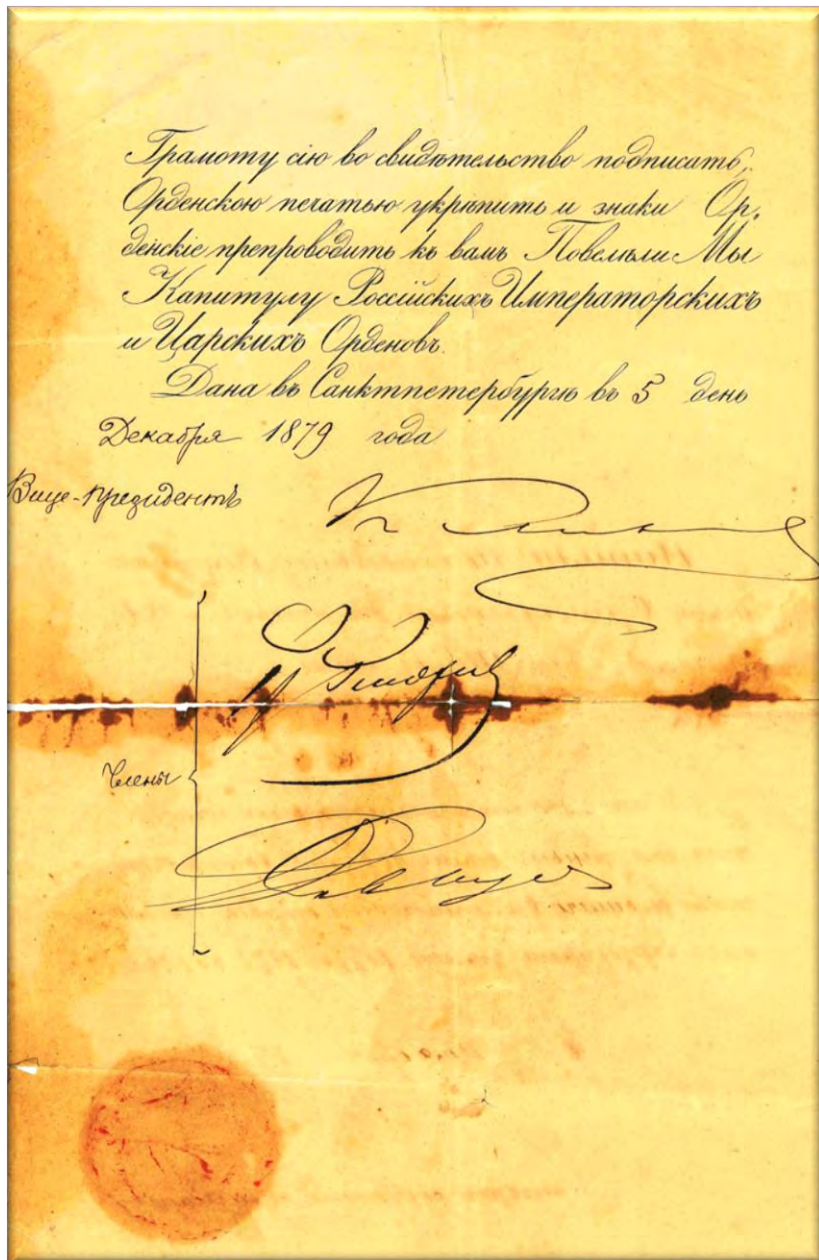 Грамоту сію во свидѣтельство подписать,
Орденскою печатью укрѣпить и знаки Ор-
денскіе препроводить къ вамъ Повелѣли Мы
Капитулу Россійскихъ Императорскихъ
и Царскихъ Орденовъ.
Дана въ Санктпетербургѣ въ 5 день
Декабря 1879 года
Вице-президентъ
Члены